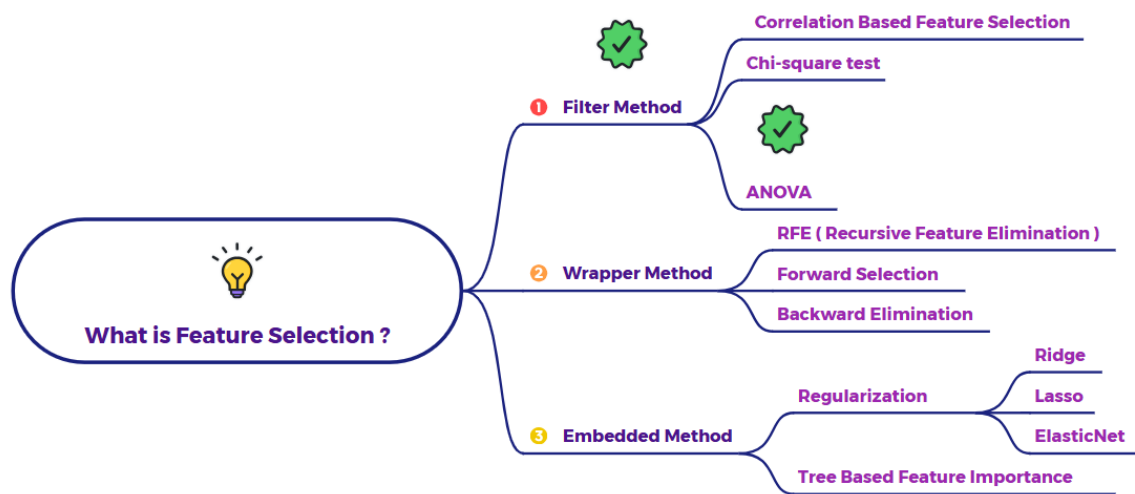 What is Feature Selection ?
1 Filter Method
Correlation Based Feature Selection
Chi-square test
ANOVA
2 Wrapper Method
RFE ( Recursive Feature Elimination )
Forward Selection
Backward Elimination
3 Embedded Method
Regularization
Ridge
Lasso
ElasticNet
Tree Based Feature Importance